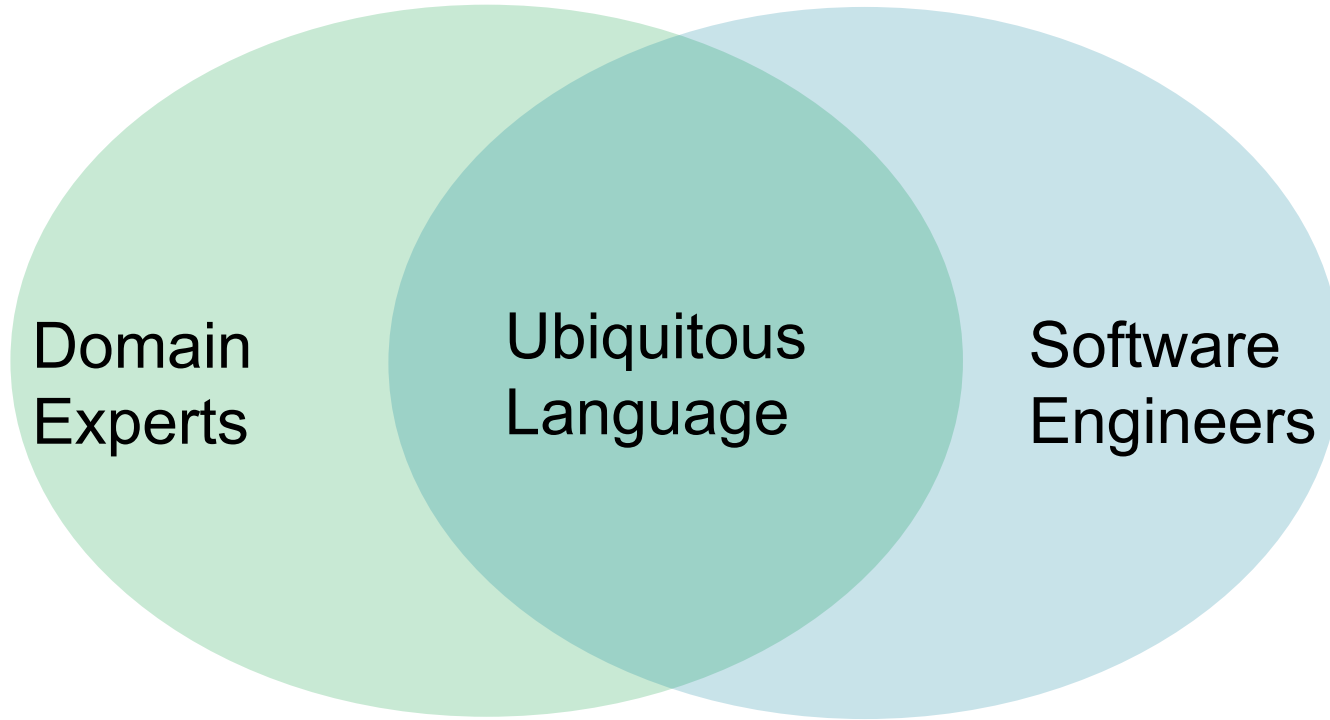 Domain
Experts
Ubiquitous
Language
Software
Engineers